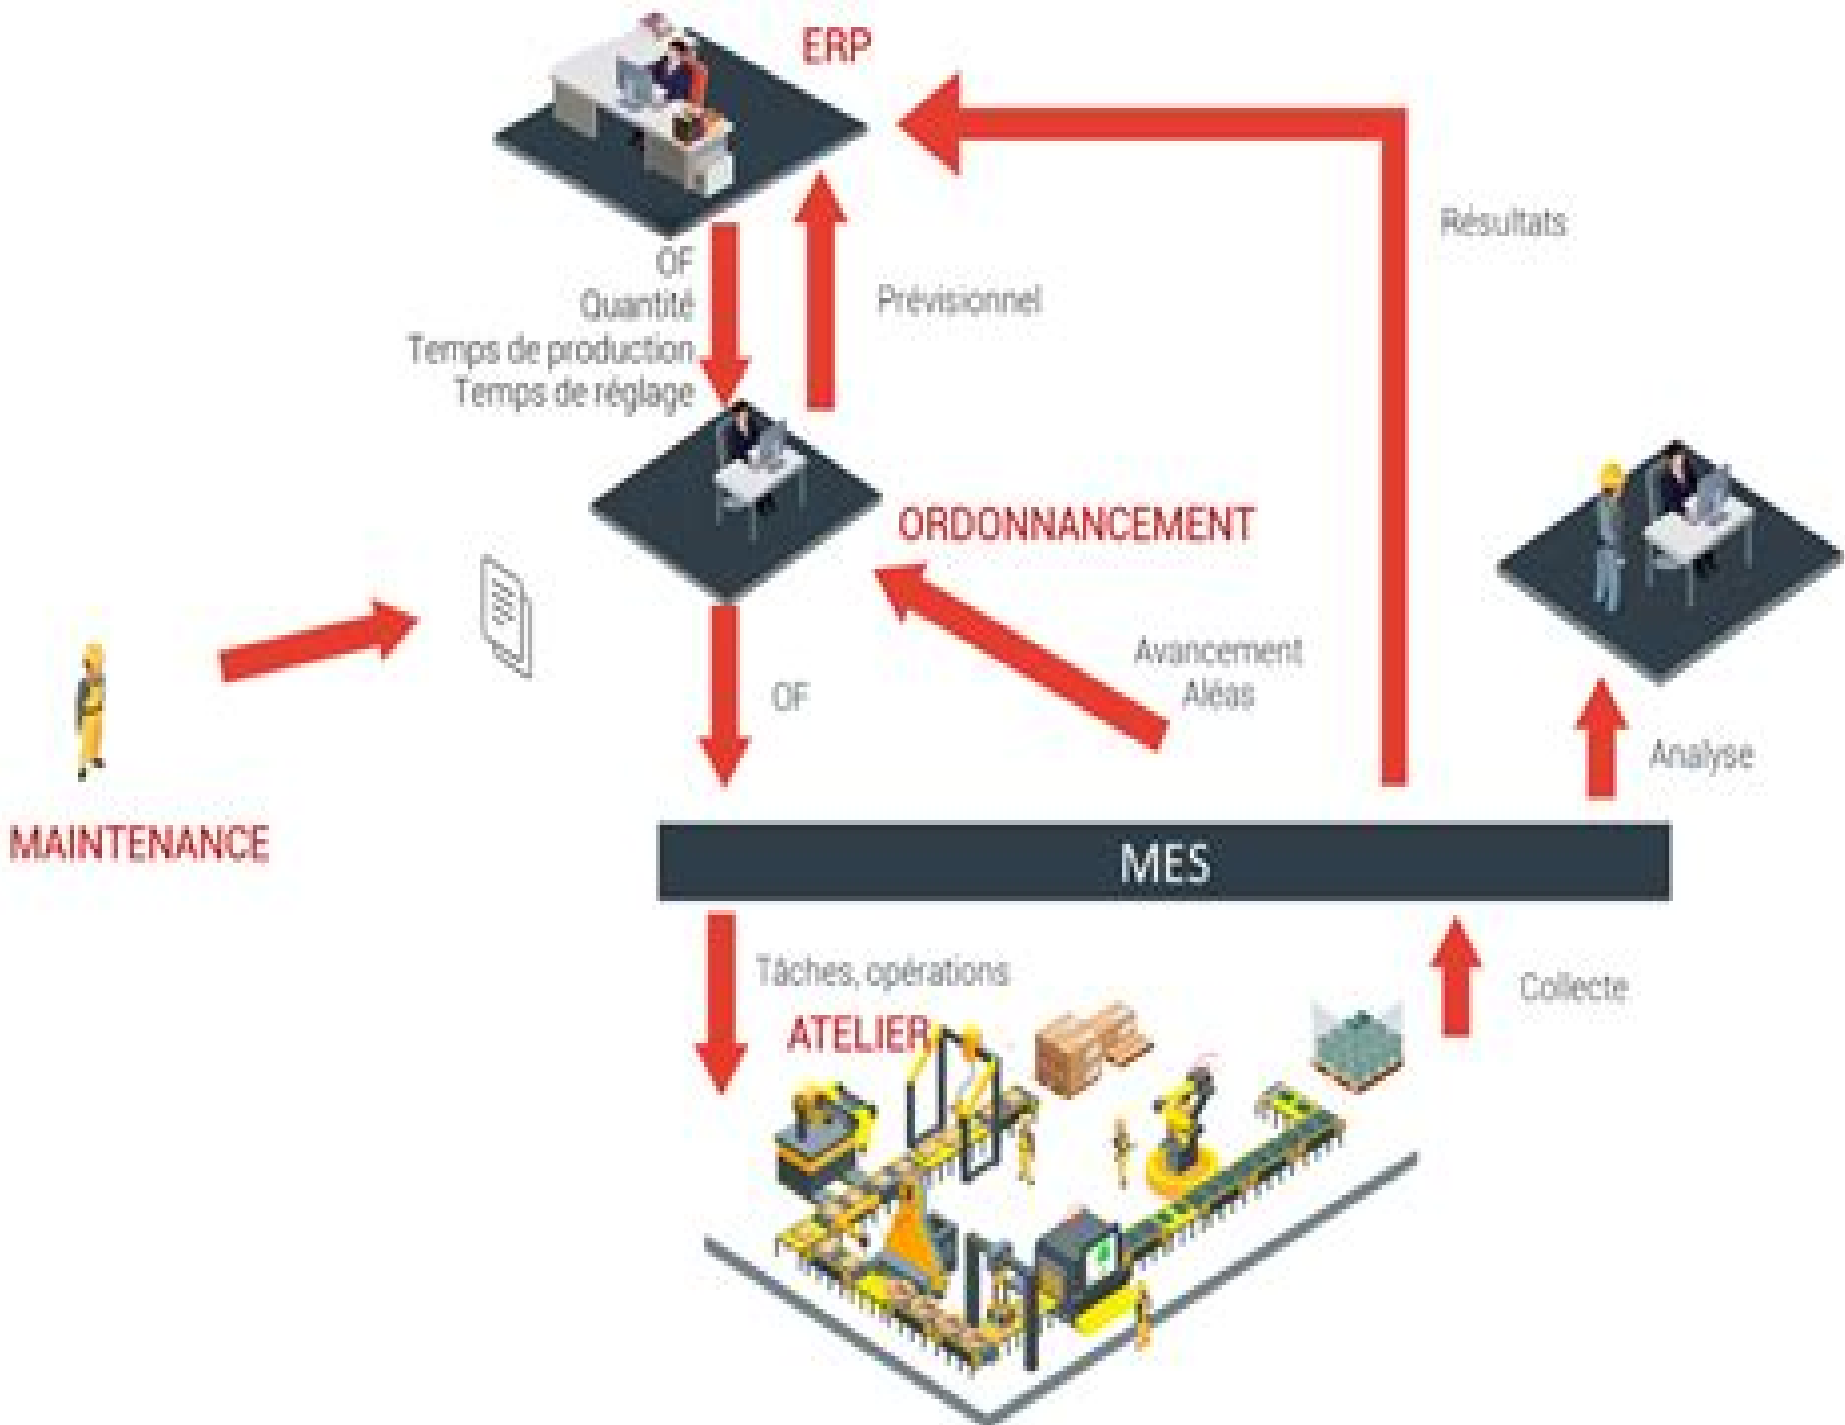 ERP
Résultats
OF
Quantité
Temps de production
Temps de réglage
Prévisionnel
ORDONNANCEMENT
Avancement
Aléas
OF
Analyse
MAINTENANCE
MES
Tâches, opérations
Collecte
ATELIER